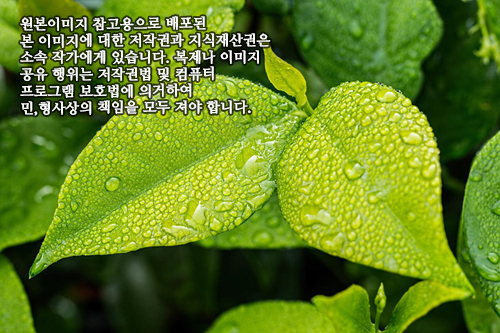 원본이미지 참고용으로 배포된
본 이미지에 대한 저작권과 지식재산권은
소속 작가에게 있습니다. 복제나 이미지
공유 행위는 저작권법 및 컴퓨터
프로그램 보호법에 의거하여
민,형사상의 책임을 모두 져야 합니다.